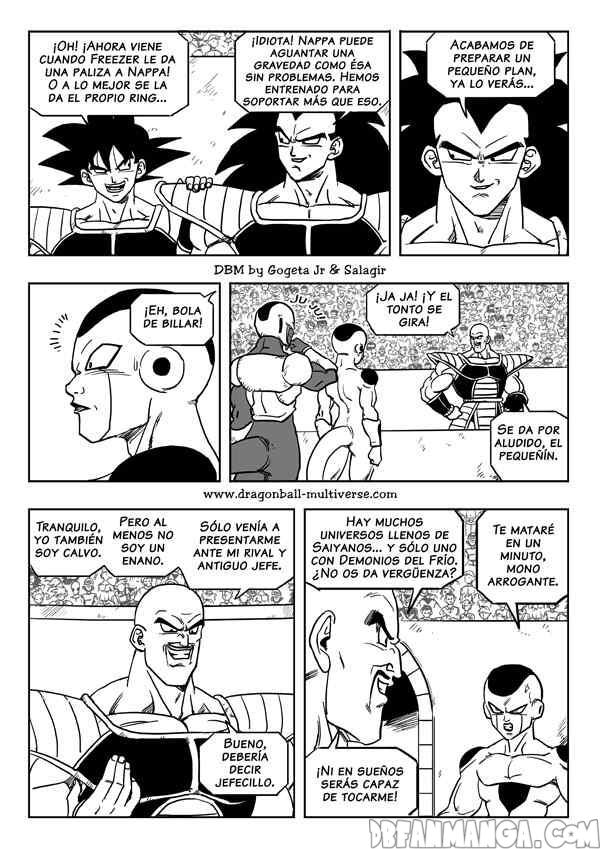 ¡OH! ¡AHORA VIENE
CUANDO FREEZER LE DA
UNA PALIZA A NAPPA!
O A LO MEJOR SE LA
DA EL PROPIO RING...
¡IDIOTA! NAPPA PUEDE
AGUANTAR UNA
GRAVEDAD COMO ÉSA
SIN PROBLEMAS. HEMOS
ENTRENADO PARA
SOPORTAR MÁS QUE ESO.
ACABAMOS DE
PREPARAR UN
PEQUEÑO PLAN,
YA LO VERÁS...
DBM by Gogeta Jr & Salagir
¡EH, BOLA
DE BILLAR!
JU JU!
¡JA JA! ¡Y EL
TONTO SE
GIRA!
SE DA POR
ALUDIDO, EL
PEQUEÑÍN.
www.dragonball-multiverse.com
TRANQUILO,
YO TAMBIÉN
SOY CALVO.
PERO AL
MENOS NO
SOY UN
ENANO.
SÓLO VENÍA A
PRESENTARME
ANTE MI RIVAL Y
ANTIGUO JEFE.
BUENO,
DEBERÍA
DECIR
JEFECILLO.
HAY MUCHOS
UNIVERSOS LLENOS DE
SAIYANOS... Y SÓLO UNO
CON DEMONIOS DEL FRÍO.
¿NO OS DA VERGÜENZA?
TE MATARÉ
EN UN
MINUTO,
MONO
ARROGANTE.
¡NI EN SUEÑOS
SERÁS CAPAZ
DE TOCARME!
DBFANMANGA.COM